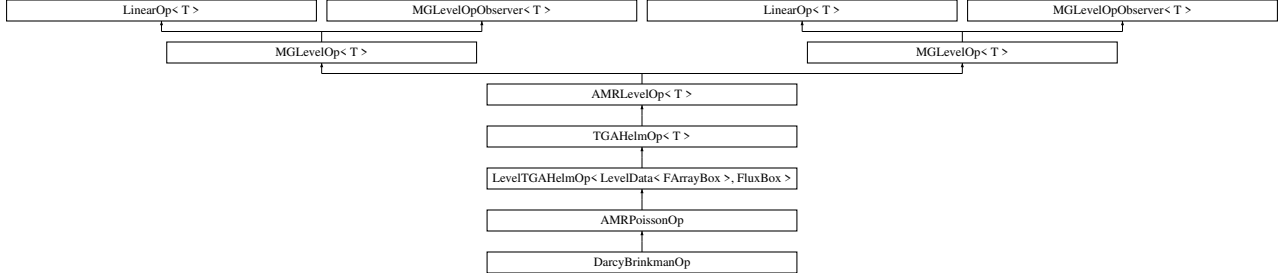 LinearOp< T >
MGLevelOpObserver< T >
LinearOp< T >
MGLevelOpObserver< T >
MGLevelOp< T >
MGLevelOp< T >
AMRLevelOp< T >
TGAHelmOp< T >
LevelTGAHelmOp< LevelData< FArrayBox >, FluxBox >
AMRPoissonOp
DarcyBrinkmanOp